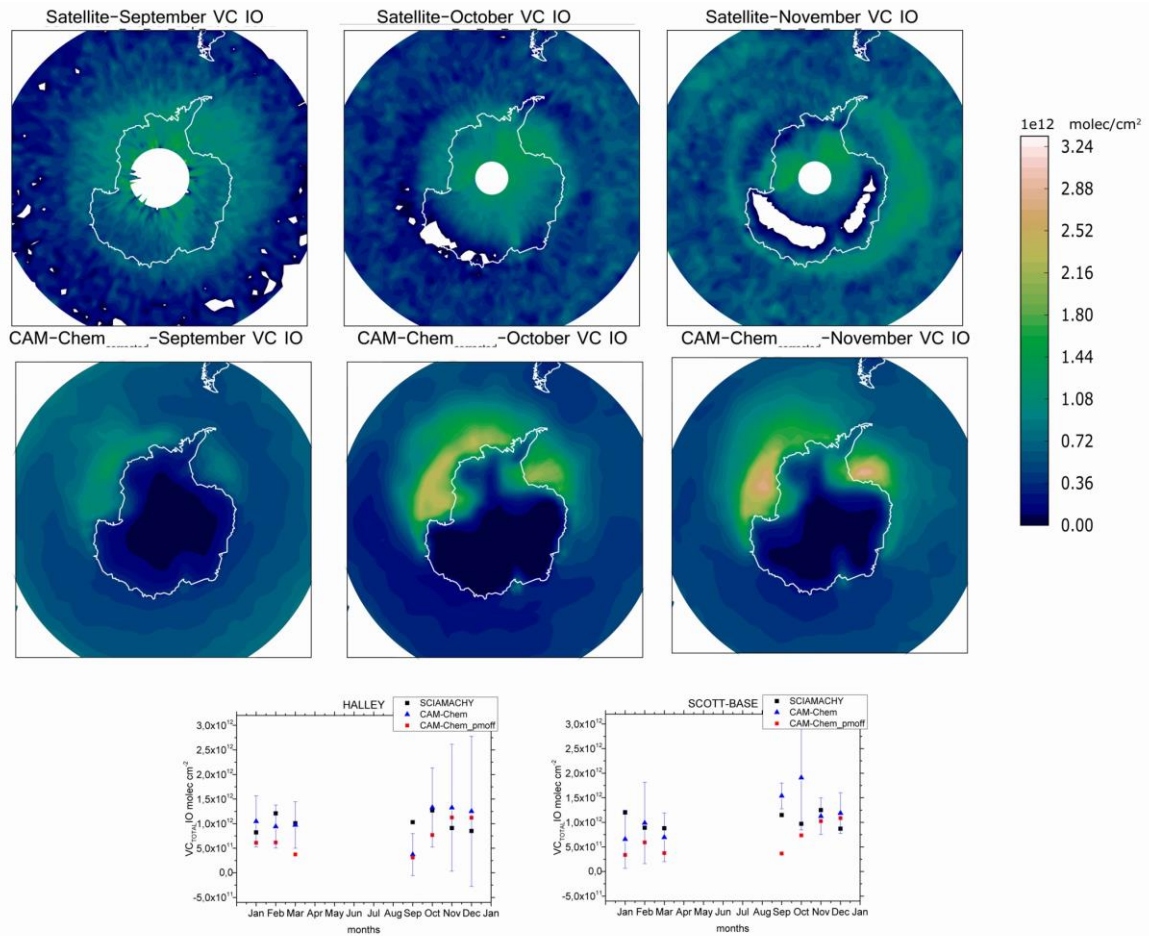 Satellite-September VC IO
Satellite-October VC IO
Satellite-November VC IO
1e12 molec/cm²
3.24
2.88
2.52
2.16
1.80
1.44
1.08
0.72
0.36
0.00
CAM-Chem -September VC IO
CAM-Chem -October VC IO
CAM-Chem -November VC IO
HALLEY
SCIAMACHY
CAM-Chem
CAM-Chem_pmoff
VC_TOTAL IO molec cm⁻²
3,0x10¹²
2,5x10¹²
2,0x10¹²
1,5x10¹²
1,0x10¹²
5,0x10¹¹
0,0
-5,0x10¹¹
Jan Feb Mar Apr May Jun Jul Aug Sep Oct Nov Dec Jan
months
SCOTT-BASE
SCIAMACHY
CAM-Chem
CAM-Chem_pmoff
VC_TOTAL IO molec cm⁻²
3,0x10¹²
2,5x10¹²
2,0x10¹²
1,5x10¹²
1,0x10¹²
5,0x10¹¹
0,0
-5,0x10¹¹
Jan Feb Mar Apr May Jun Jul Aug Sep Oct Nov Dec Jan
months